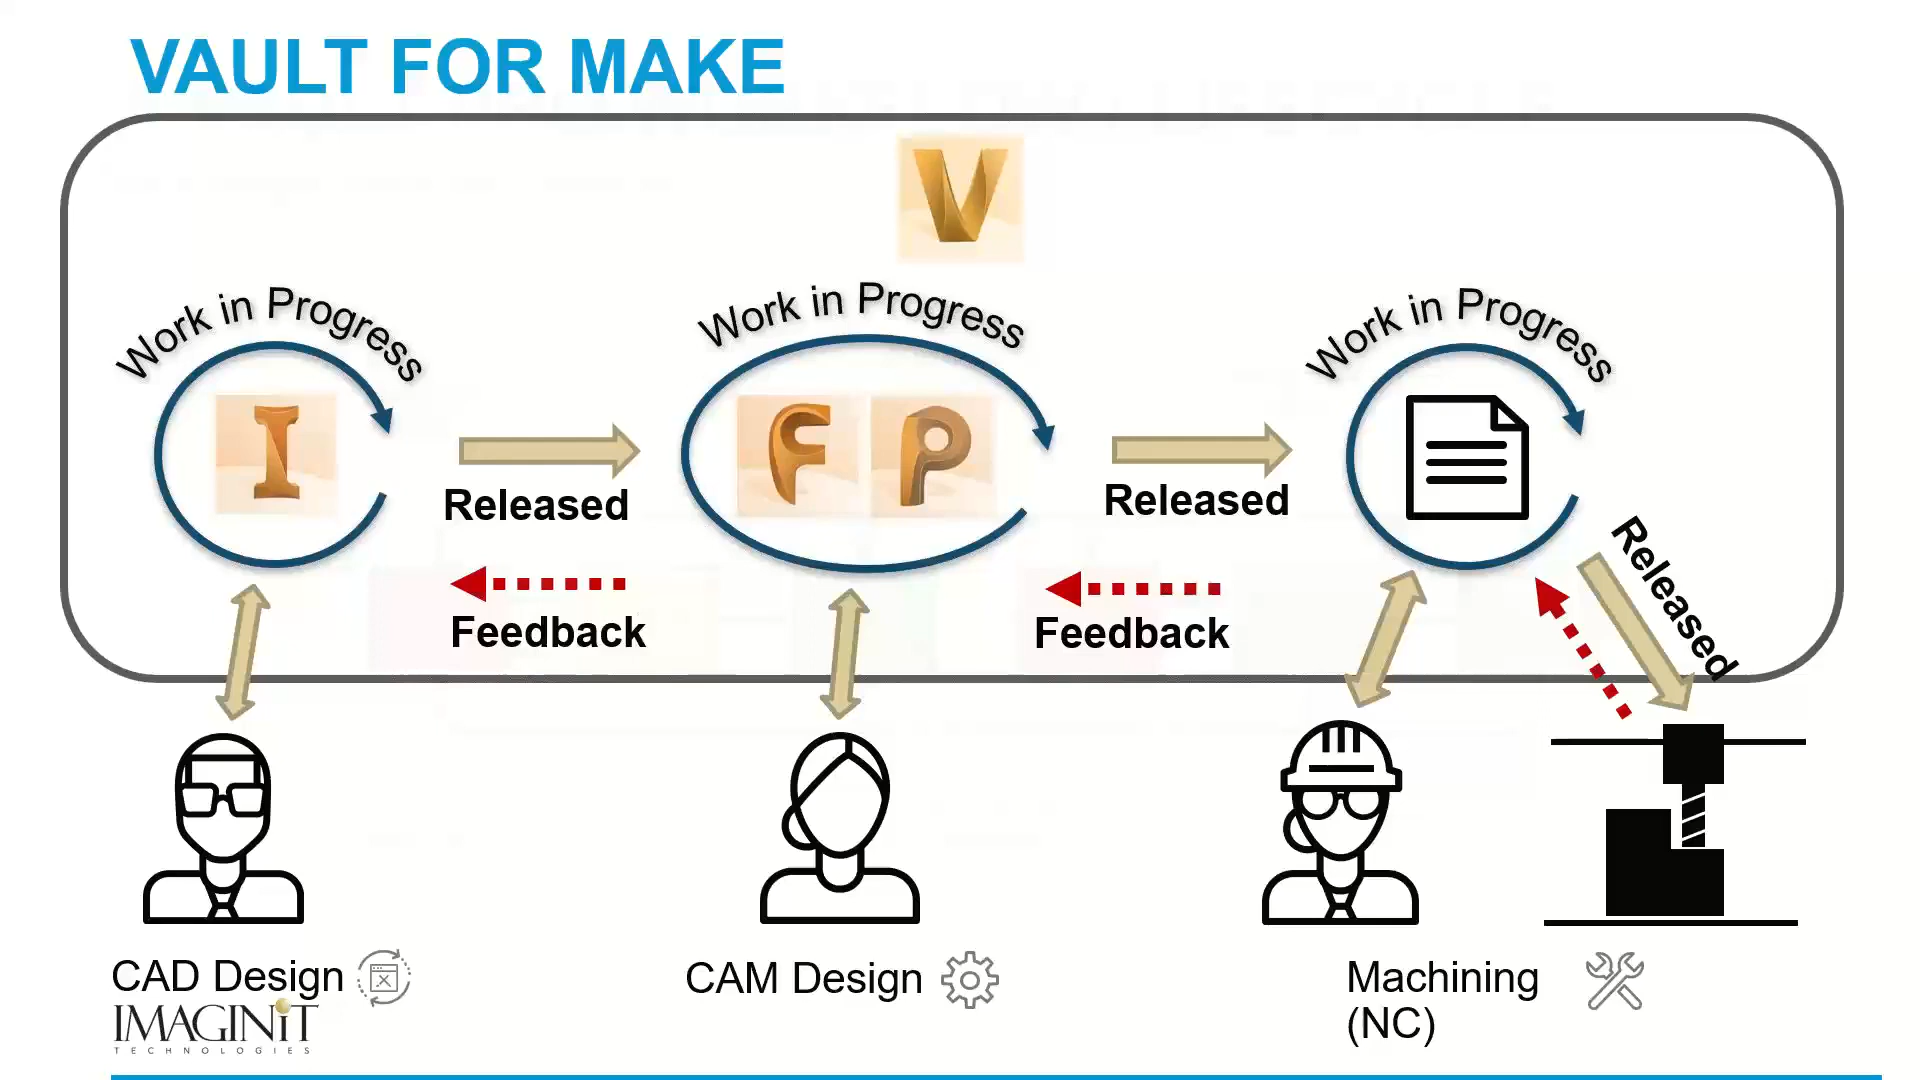 VAULT FOR MAKE
V
Work in Progress
Work in Progress
Work in Progress
I
F P
Released
Released
Released
Feedback
Feedback
CAD Design
CAM Design
Machining
(NC)
IMAGINiT
TECHNOLOGIES